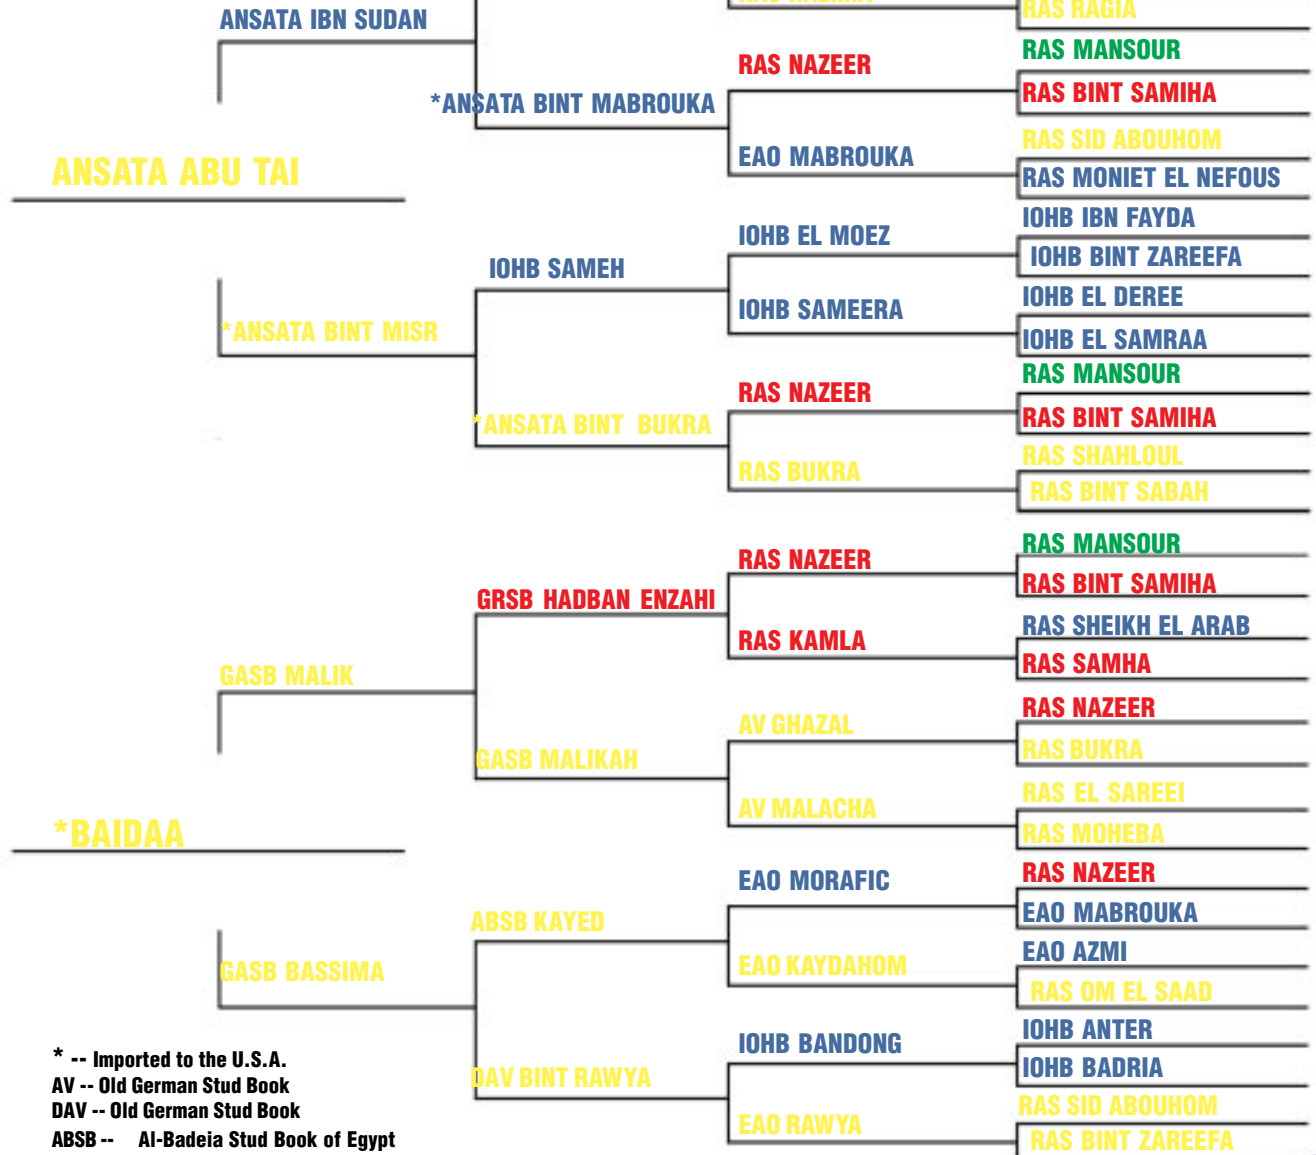 RAS RAGIA
ANSATA IBN SUDAN
RAS MANSOUR
RAS NAZEER
RAS BINT SAMIHA
*ANSATA BINT MABROUKA
RAS SID ABOUHOM
EAO MABROUKA
ANSATA ABU TAI
RAS MONIET EL NEFOUS
IOHB IBN FAYDA
IOHB EL MOEZ
IOHB BINT ZAREEFA
IOHB SAMEH
IOHB EL DEREE
IOHB SAMEERA
*ANSATA BINT MISR
IOHB EL SAMRAA
RAS MANSOUR
RAS NAZEER
RAS BINT SAMIHA
*ANSATA BINT BUKRA
RAS SHAHLOUL
RAS BUKRA
RAS BINT SABAH
RAS MANSOUR
RAS NAZEER
RAS BINT SAMIHA
GRSB HADBAN ENZAHI
RAS SHEIKH EL ARAB
RAS KAMLA
RAS SAMHA
GASB MALIK
RAS NAZEER
AV GHAZAL
RAS BUKRA
GASB MALIKAH
RAS EL SAREEI
AV MALACHA
*BAIDAA
RAS MOHEBA
RAS NAZEER
EAO MORAFIC
EAO MABROUKA
ABSB KAYED
EAO AZMI
EAO KAYDAHOM
GASB BASSIMA
RAS OM EL SAAD
IOHB ANTER
IOHB BANDONG
IOHB BADRIA
DAV BINT RAWYA
RAS SID ABOUHOM
EAO RAWYA
RAS BINT ZAREEFA
* -- Imported to the U.S.A.
AV -- Old German Stud Book
DAV -- Old German Stud Book
ABSB -- Al-Badeia Stud Book of Egypt